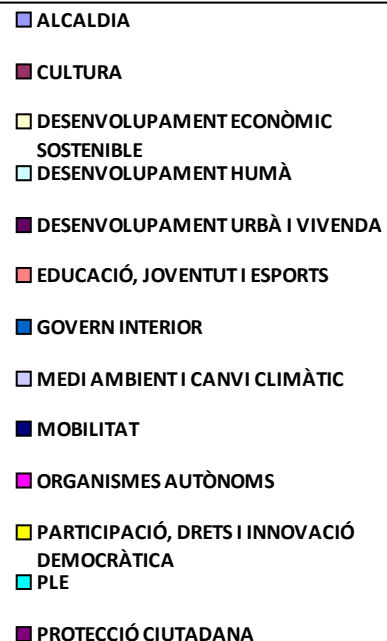 ALCALDIA
CULTURA
DESENVOLUPAMENT ECONÒMIC
SOSTENIBLE
DESENVOLUPAMENT HUMÀ
DESENVOLUPAMENT URBÀ I VIVENDA
EDUCACIÓ, JOVENTUT I ESPORTS
GOVERN INTERIOR
MEDI AMBIENT I CANVI CLIMÀTIC
MOBILITAT
ORGANISMES AUTÒNOMS
PARTICIPACIÓ, DRETS I INNOVACIÓ
DEMOCRÀTICA
PLE
PROTECCIÓ CIUTADANA